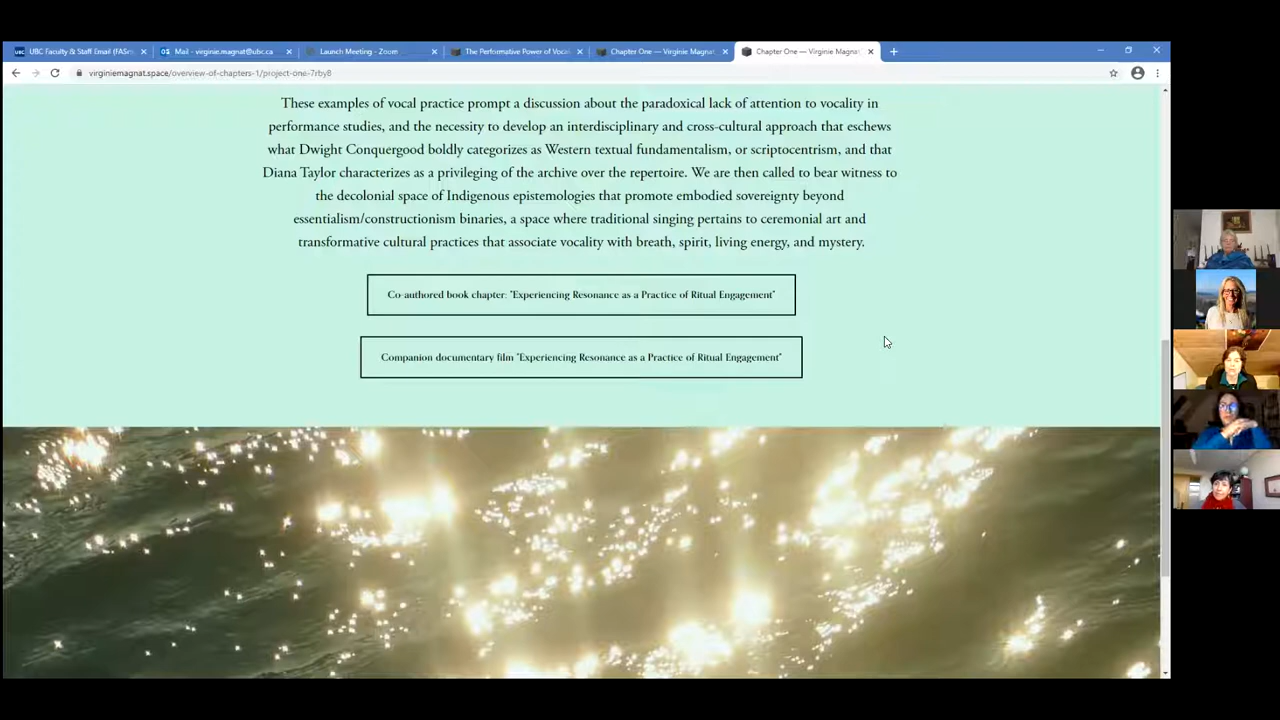 UBC Faculty & Staff Email (FASm
Mail - virginie.magnat@ubc.ca
Launch Meeting - Zoom
The Performative Power of Vocal
Chapter One — Virginie Magnat
Chapter One — Virginie Magnat
virginiemagnat.space/overview-of-chapters-1/project-one-7rby8
These examples of vocal practice prompt a discussion about the paradoxical lack of attention to vocality in
performance studies, and the necessity to develop an interdisciplinary and cross-cultural approach that eschews
what Dwight Conquergood boldly categorizes as Western textual fundamentalism, or scriptocentrism, and that
Diana Taylor characterizes as a privileging of the archive over the repertoire. We are then called to bear witness to
the decolonial space of Indigenous epistemologies that promote embodied sovereignty beyond
essentialism/constructionism binaries, a space where traditional singing pertains to ceremonial art and
transformative cultural practices that associate vocality with breath, spirit, living energy, and mystery.
Co-authored book chapter: "Experiencing Resonance as a Practice of Ritual Engagement"
Companion documentary film "Experiencing Resonance as a Practice of Ritual Engagement"